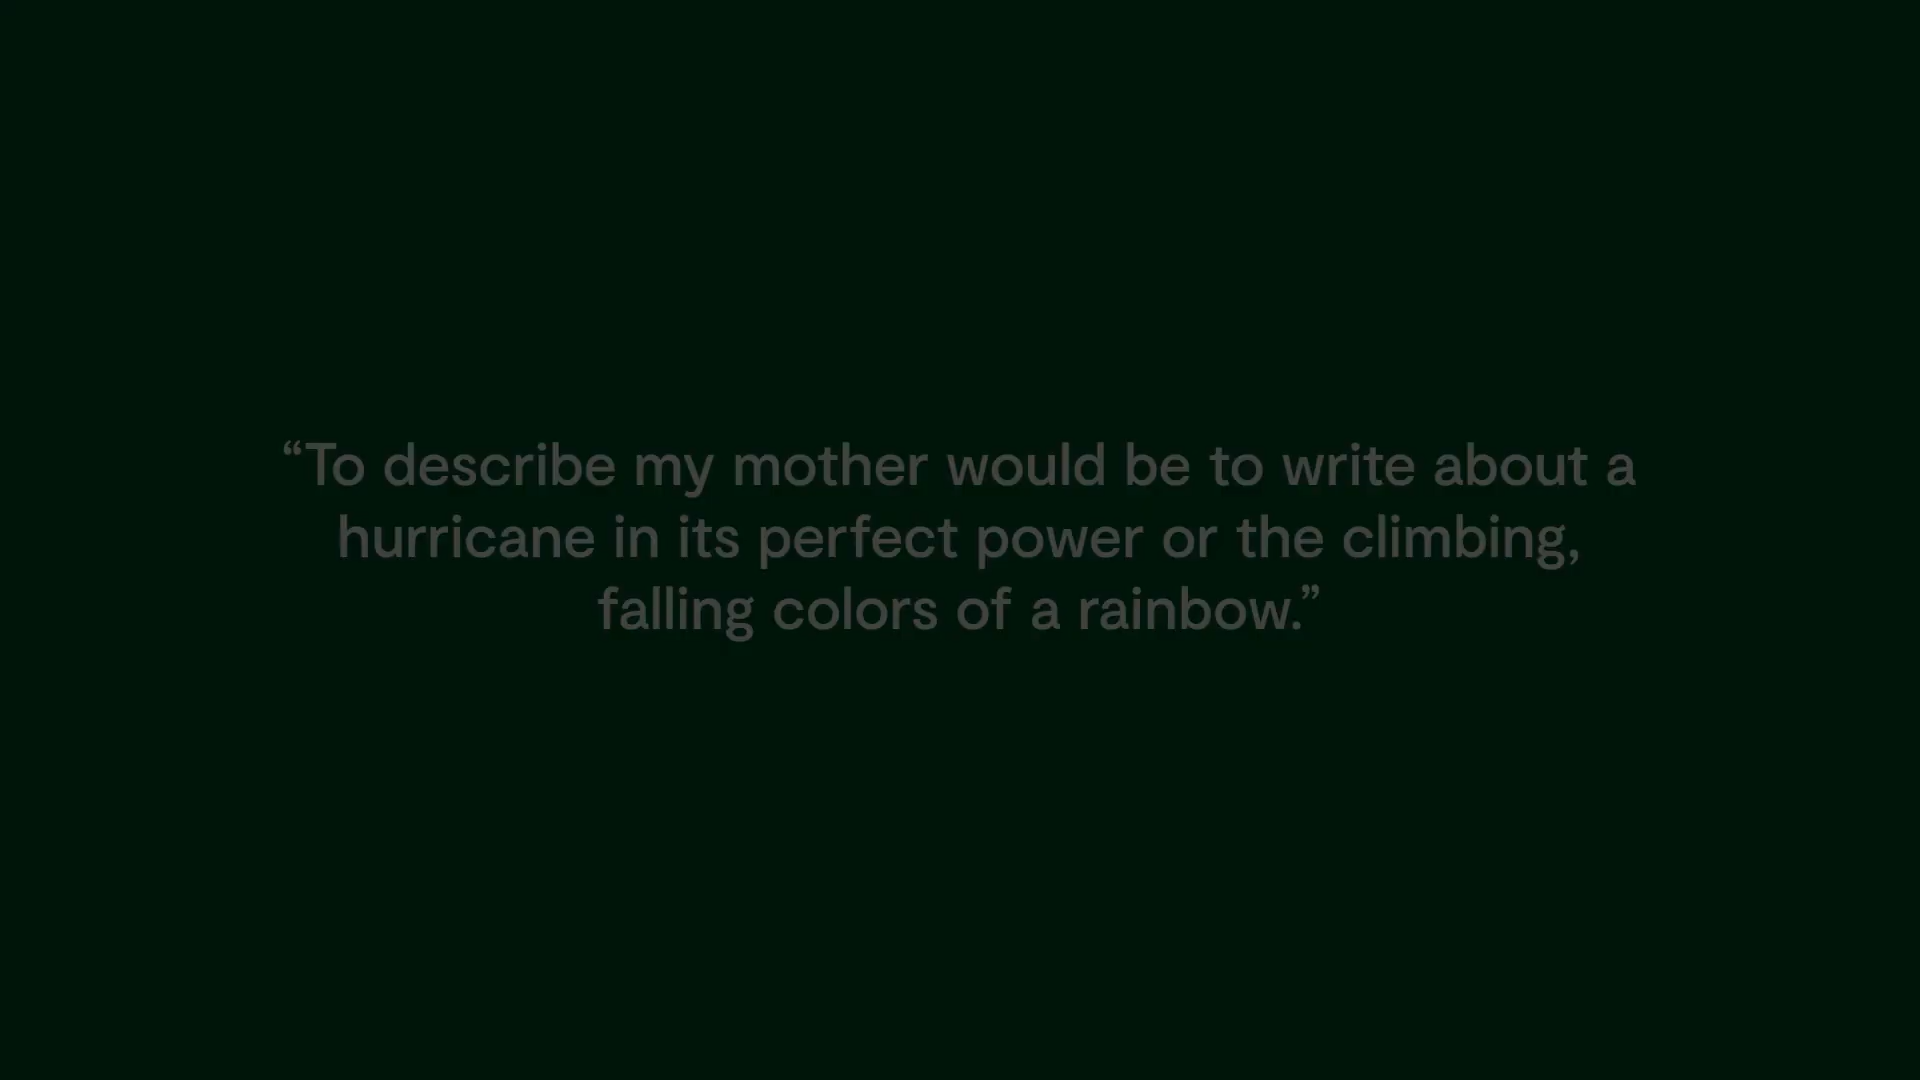 “To describe my mother would be to write about a
hurricane in its perfect power or the climbing,
falling colors of a rainbow.”